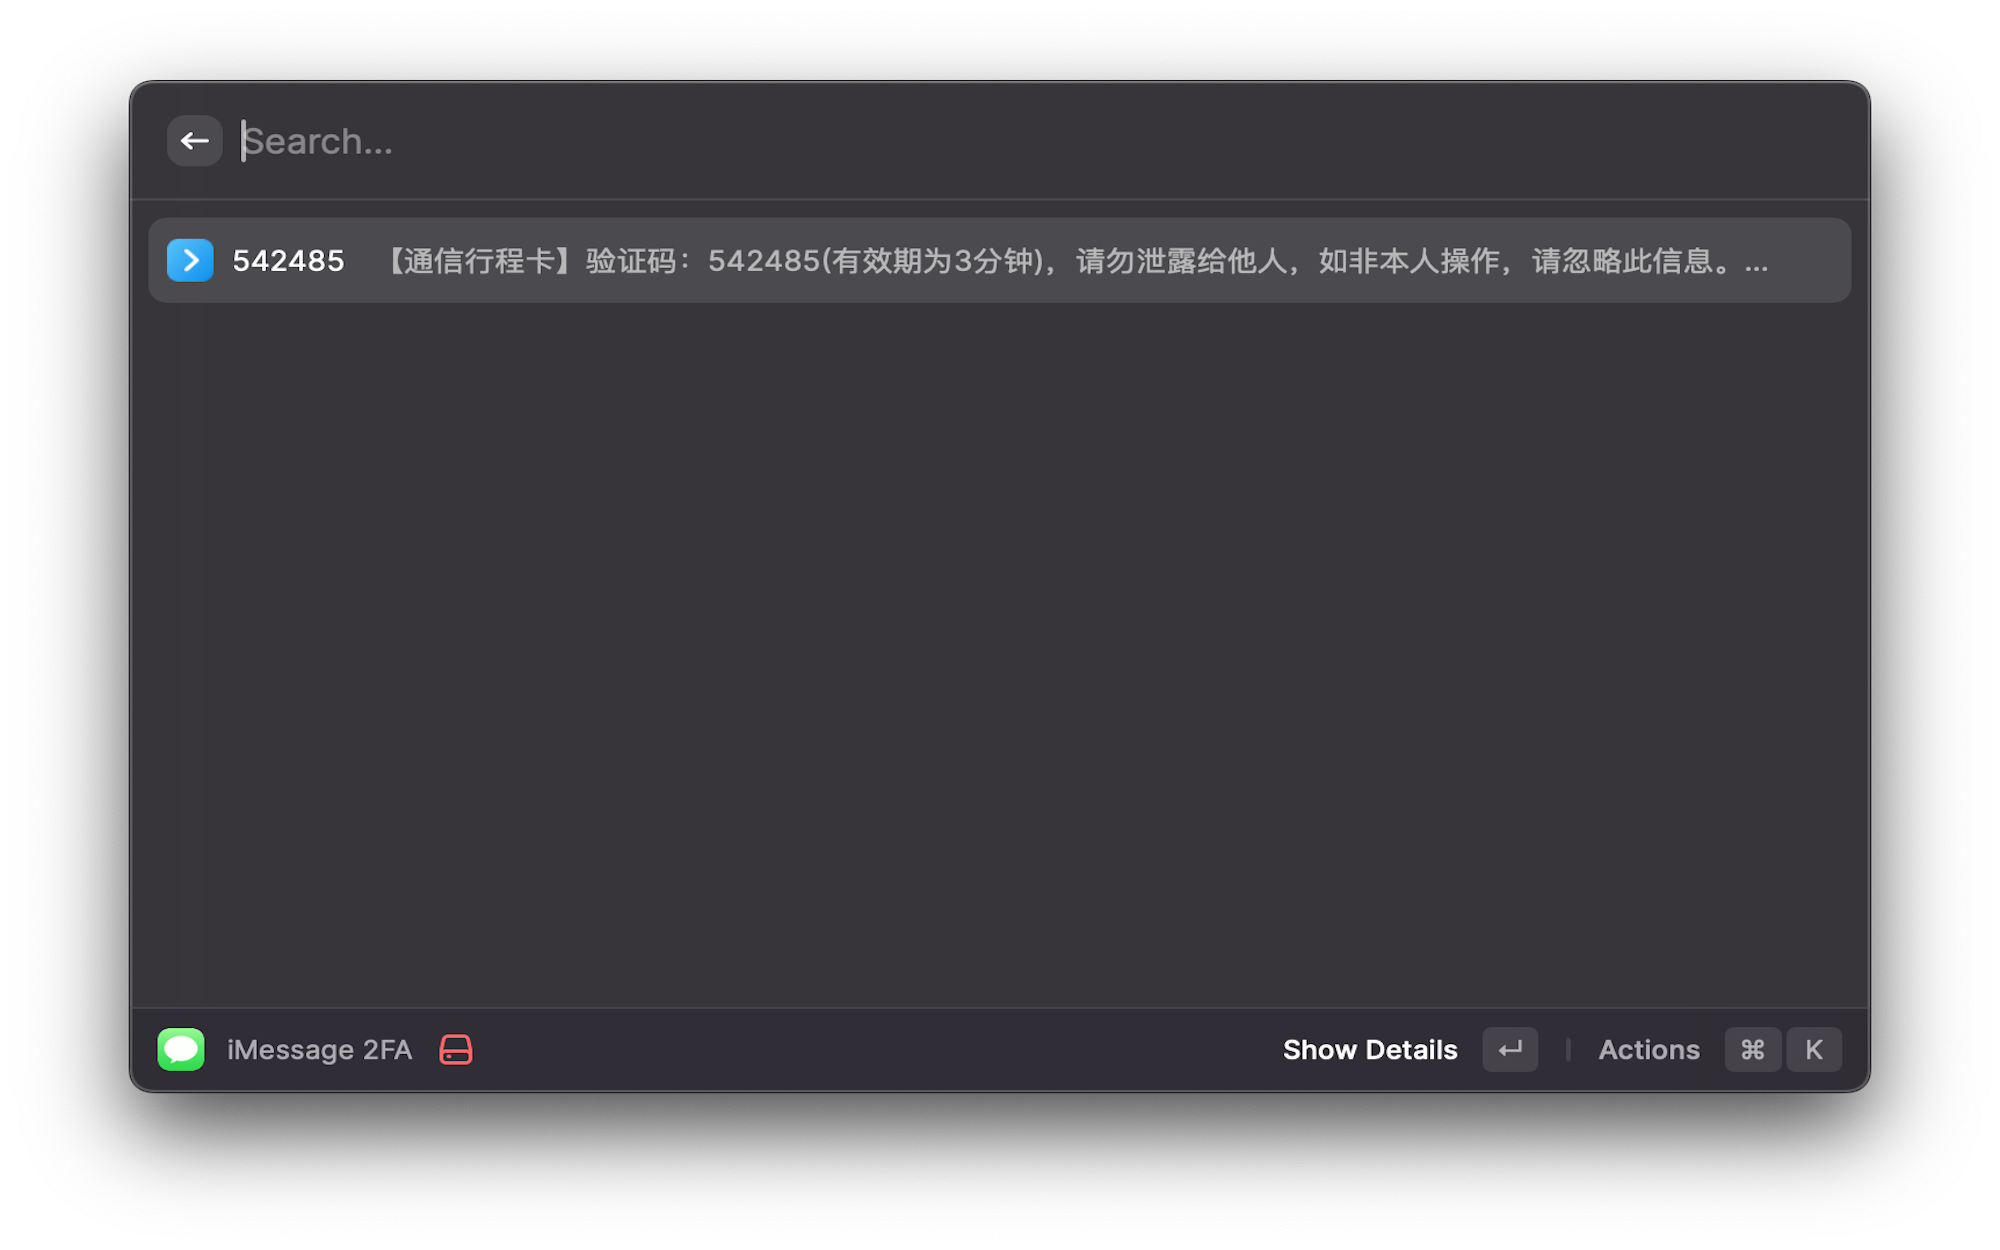 Search...
542485 【通信行程卡】验证码：542485(有效期为3分钟)，请勿泄露给他人，如非本人操作，请忽略此信息。...
iMessage 2FA Show Details Actions ⌘ K